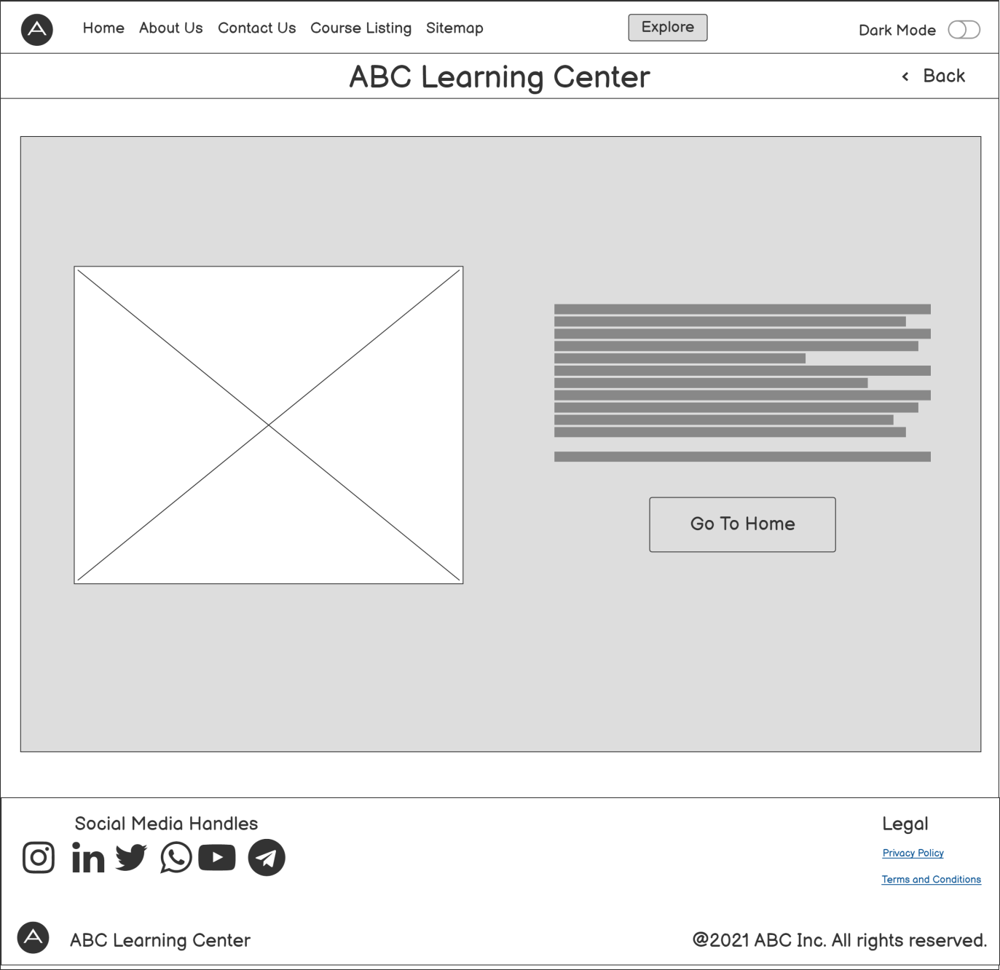 Home About Us Contact Us Course Listing Sitemap Explore Dark Mode
ABC Learning Center < Back
Go To Home
Social Media Handles
Legal
Privacy Policy
Terms and Conditions
ABC Learning Center
@2021 ABC Inc. All rights reserved.